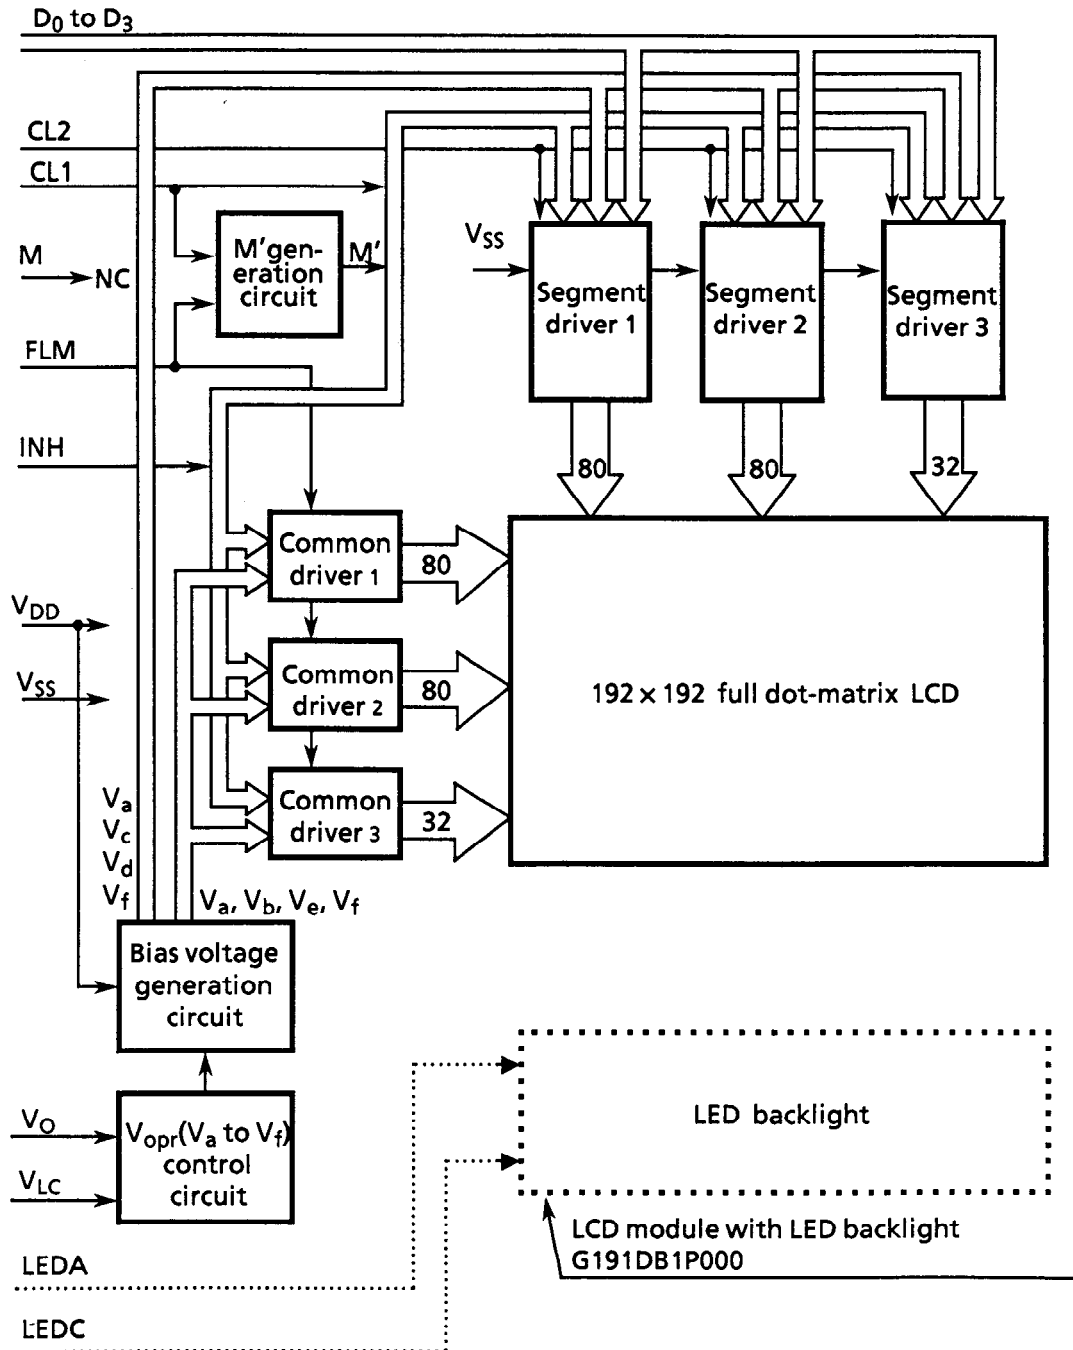 D0 to D3
CL2
CL1
M
NC
FLM
INH
M'gen-
eration
circuit
M'
VSS
Segment
driver 1
Segment
driver 2
Segment
driver 3
80
80
32
Common
driver 1
80
Common
driver 2
80
Common
driver 3
32
192 × 192 full dot-matrix LCD
VDD
VSS
Va
Vc
Vd
Vf
Va, Vb, Ve, Vf
Bias voltage
generation
circuit
VO
VLC
Vopr(Va to Vf)
control
circuit
LED backlight
LCD module with LED backlight
G191DB1P000
LEDA
LEDC